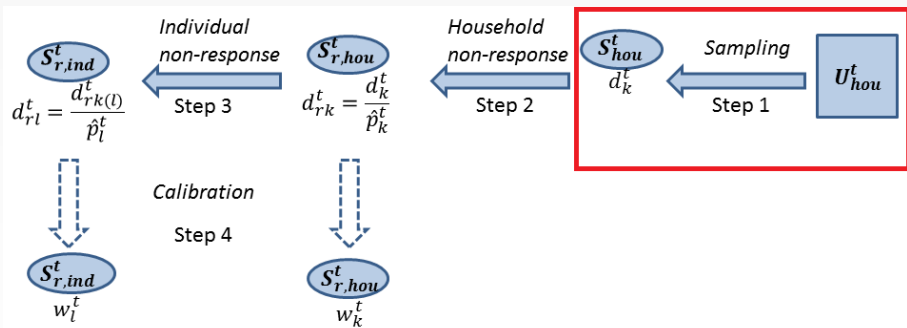 Individual non-response
Household non-response
Sampling
S^t_{r,ind}
S^t_{r,hou}
S^t_{hou}
U^t_{hou}
d^t_{rl} = d^t_{rk(l)} / p̂^t_l
Step 3
d^t_{rk} = d^t_k / p̂^t_k
Step 2
d^t_k
Step 1
Calibration
Step 4
S^t_{r,ind}
S^t_{r,hou}
w^t_l
w^t_k